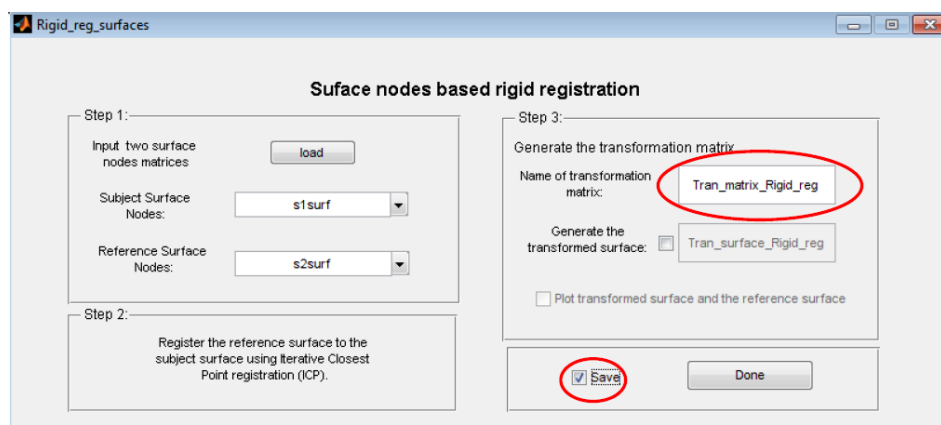 Rigid_reg_surfaces
Suface nodes based rigid registration
Step 1:
Input two surface
nodes matrices
load
Subject Surface
Nodes:
s1surf
Reference Surface
Nodes:
s2surf
Step 2:
Register the reference surface to the
subject surface using Iterative Closest
Point registration (ICP).
Step 3:
Generate the transformation matrix
Name of transformation
matrix:
Tran_matrix_Rigid_reg
Generate the
transformed surface:
Tran_surface_Rigid_reg
Plot transformed surface and the reference surface
Save
Done